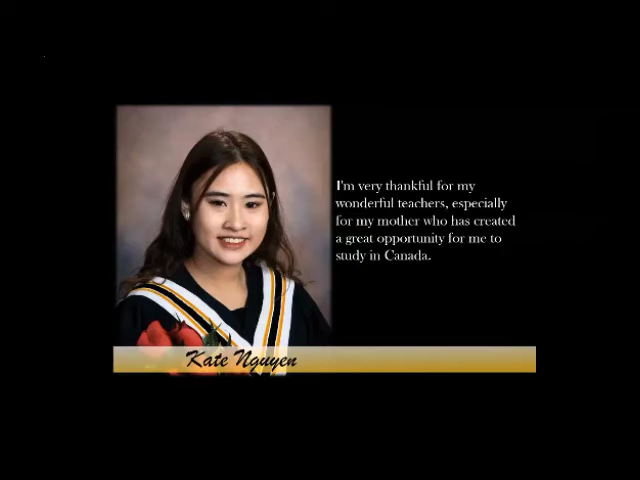 I'm very thankful for my
wonderful teachers, especially
for my mother who has created
a great opportunity for me to
study in Canada.
Kate Nguyen